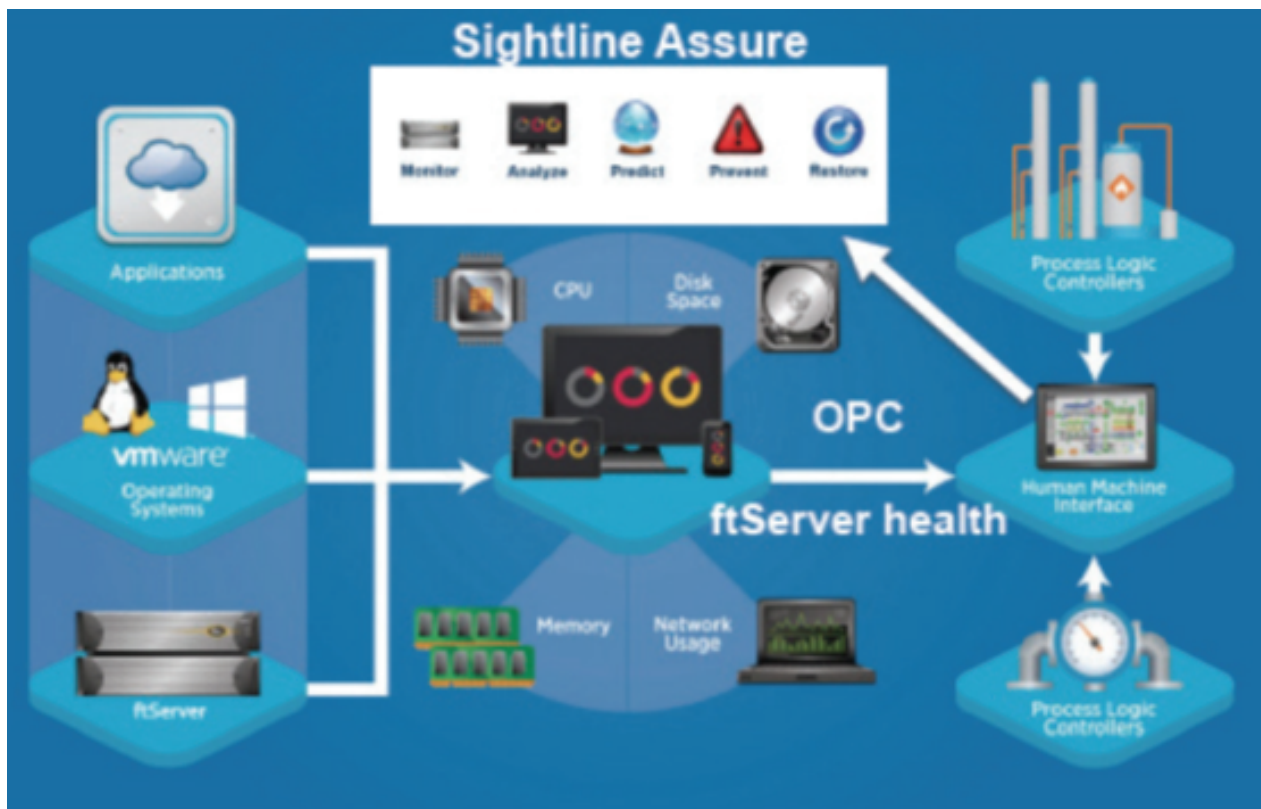 Sightline Assure
Monitor
Analyze
Predict
Prevent
Restore
Applications
vmware
Operating
Systems
ftServer
CPU
Disk
Space
Memory
Network
Usage
OPC
ftServer health
Process Logic
Controllers
Human Machine
Interface
Process Logic
Controllers